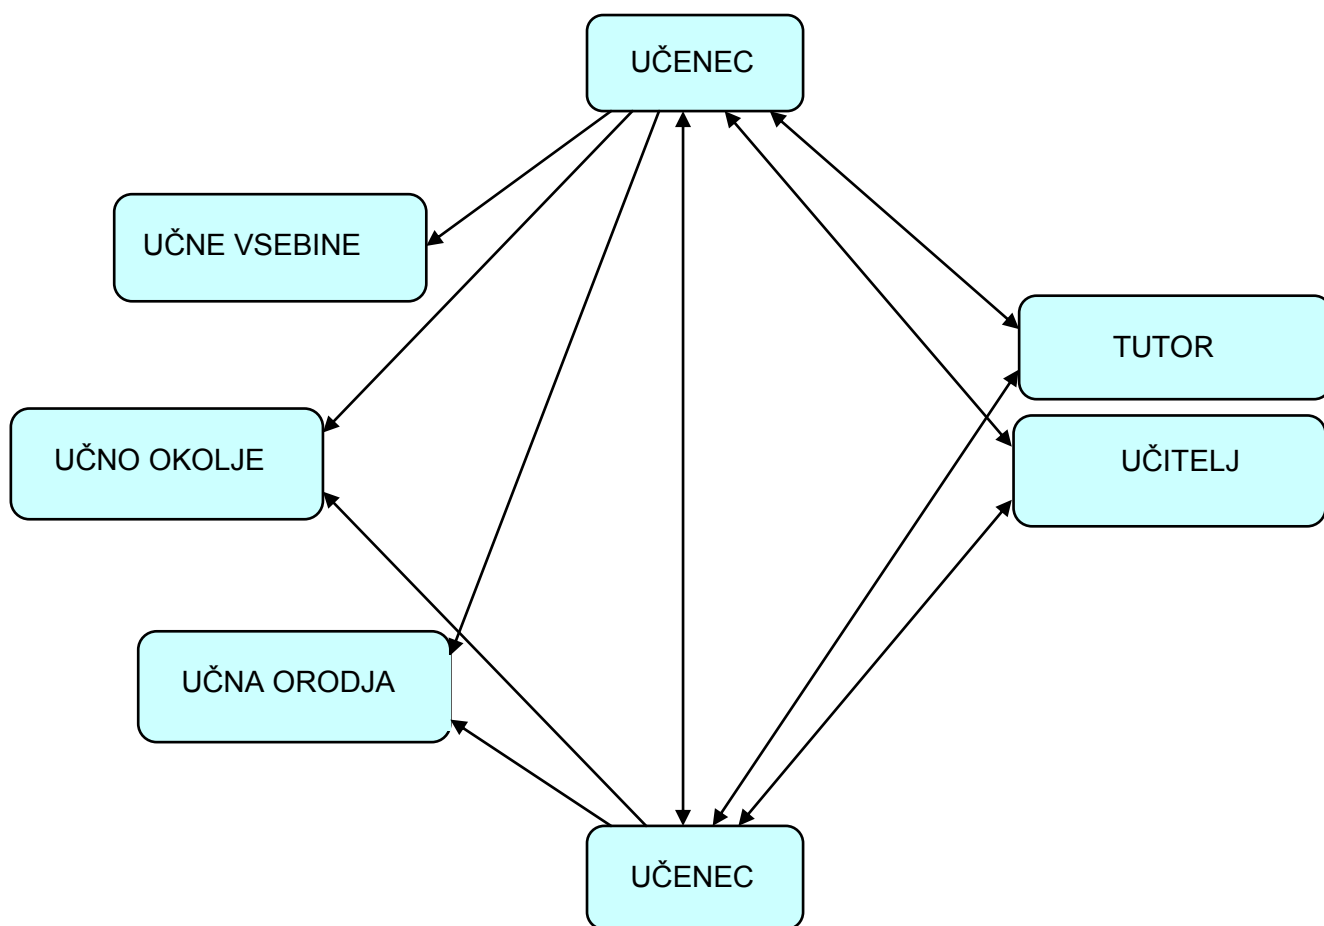 UČENEC
UČNE VSEBINE
TUTOR
UČNO OKOLJE
UČITELJ
UČNA ORODJA
UČENEC